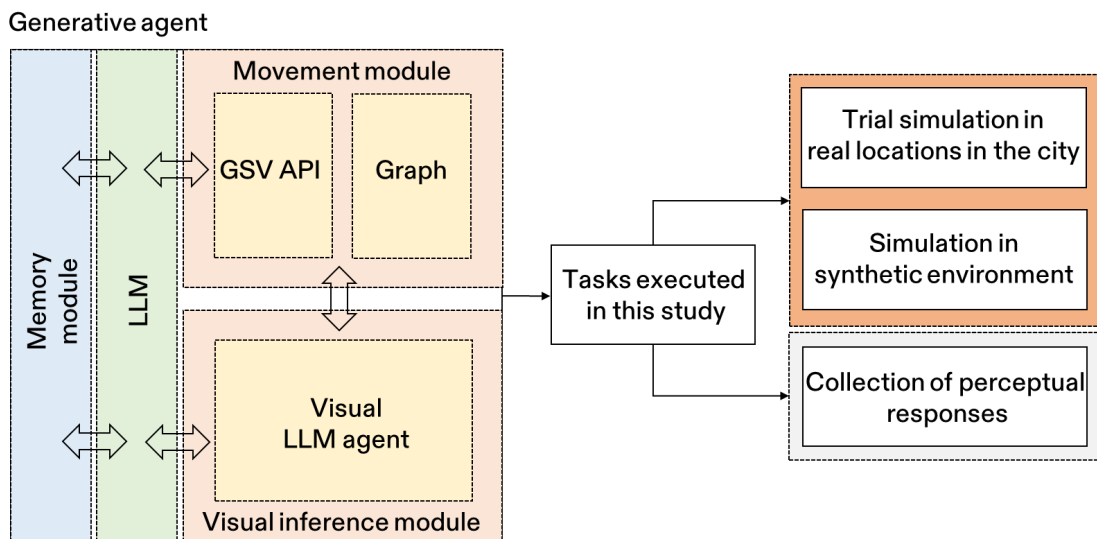 Generative agent
Memory
module
LLM
Movement module
GSV API
Graph
Visual
LLM agent
Visual inference module
Tasks executed
in this study
Trial simulation in
real locations in the city
Simulation in
synthetic environment
Collection of perceptual
responses